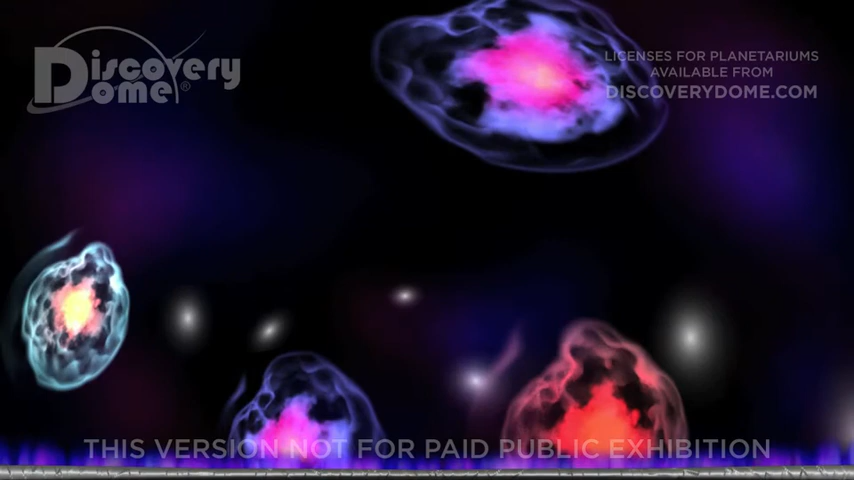 Discovery
Dome®
LICENSES FOR PLANETARIUMS
AVAILABLE FROM
DISCOVERYDOME.COM
THIS VERSION NOT FOR PAID PUBLIC EXHIBITION